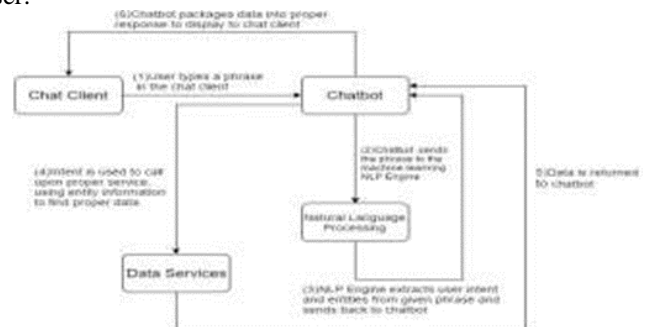 ser.
(6)Chatbot packages data into proper
response to display to chat client
(1)User types a phrase
in the chat client
Chat Client
Chatbot
(2)Chatbot sends
the phrase to the
machine learning
NLP Engine
(4)Intent is used to call
upon proper service,
using entity information
to find proper data
5)Data is returned
to chatbot
Natural Language
Processing
Data Services
(3)NLP Engine extracts user intent
and entities from given phrase and
sends back to chatbot